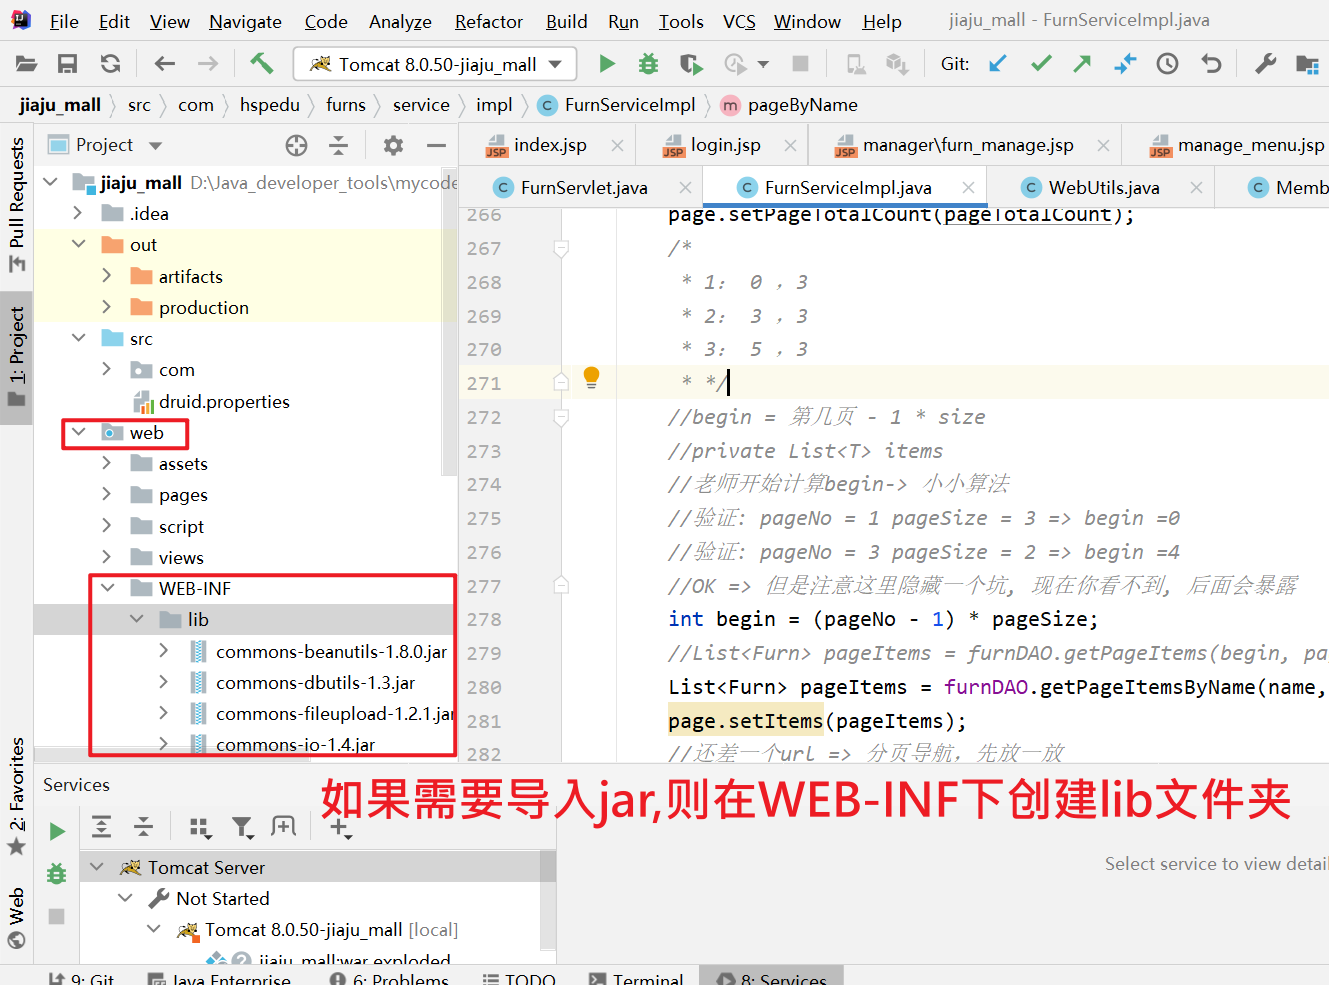 File Edit View Navigate Code Analyze Refactor Build Run Tools VCS Window Help jiaju_mall - FurnServiceImpl.java
Tomcat 8.0.50-jiaju_mall Git:
jiaju_mall src com hspedu furns service impl FurnServiceImpl pageByName
Pull Requests
1: Project
2: Favorites
Web
Project
jiaju_mall D:\Java_developer_tools\mycode
.idea
out
artifacts
production
src
com
druid.properties
web
assets
pages
script
views
WEB-INF
lib
commons-beanutils-1.8.0.jar
commons-dbutils-1.3.jar
commons-fileupload-1.2.1.jar
commons-io-1.4.jar
index.jsp login.jsp manager\furn_manage.jsp manage_menu.jsp
FurnServlet.java FurnServiceImpl.java WebUtils.java Memb
266 page.setPageTotalCount(pageTotalCount);
267 /*
268 * 1: 0 , 3
269 * 2: 3 , 3
270 * 3: 5 , 3
271 * */
272 //begin = 第几页 - 1 * size
273 //private List<T> items
274 //老师开始计算begin-> 小小算法
275 //验证: pageNo = 1 pageSize = 3 => begin =0
276 //验证: pageNo = 3 pageSize = 2 => begin =4
277 //OK => 但是注意这里隐藏一个坑, 现在你看不到, 后面会暴露
278 int begin = (pageNo - 1) * pageSize;
279 //List<Furn> pageItems = furnDAO.getPageItems(begin, pa
280 List<Furn> pageItems = furnDAO.getPageItemsByName(name,
281 page.setItems(pageItems);
282 //还差一个url => 分页导航, 先放一放
如果需要导入jar,则在WEB-INF下创建lib文件夹
Services
Tomcat Server
Not Started
Tomcat 8.0.50-jiaju_mall [local]
jiaju_mall:war exploded
Select service to view detail
9: Git Java Enterprise 6: Problems TODO Terminal 8: Services